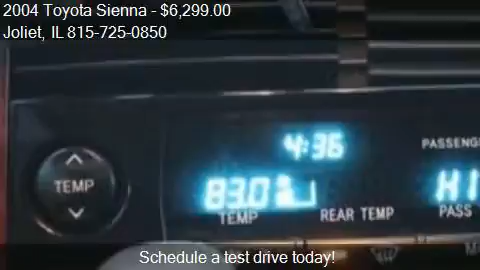 2004 Toyota Sienna - $6,299.00
Joliet, IL 815-725-0850
4:36
PASSENG
TEMP
83.0
HI
TEMP
REAR TEMP
PASS
Schedule a test drive today!